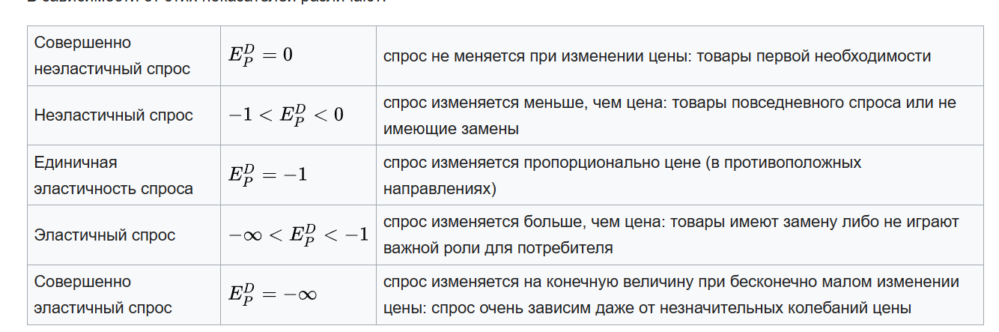 В зависимости от этих показателей различают:
Совершенно
неэластичный спрос
E_P^D = 0
спрос не меняется при изменении цены: товары первой необходимости
Неэластичный спрос
−1 < E_P^D < 0
спрос изменяется меньше, чем цена: товары повседневного спроса или не
имеющие замены
Единичная
эластичность спроса
E_P^D = −1
спрос изменяется пропорционально цене (в противоположных
направлениях)
Эластичный спрос
−∞ < E_P^D < −1
спрос изменяется больше, чем цена: товары имеют замену либо не играют
важной роли для потребителя
Совершенно
эластичный спрос
E_P^D = −∞
спрос изменяется на конечную величину при бесконечно малом изменении
цены: спрос очень зависим даже от незначительных колебаний цены